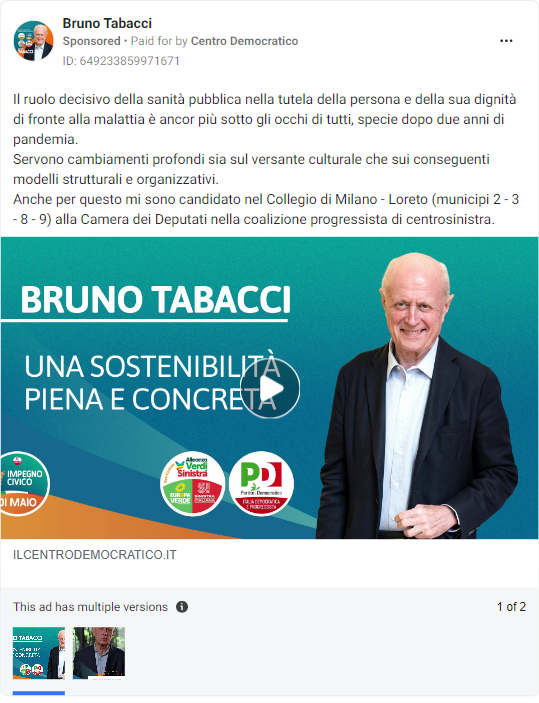 Bruno Tabacci
Sponsored • Paid for by Centro Democratico
ID: 649233859971671
Il ruolo decisivo della sanità pubblica nella tutela della persona e della sua dignità
di fronte alla malattia è ancor più sotto gli occhi di tutti, specie dopo due anni di
pandemia.
Servono cambiamenti profondi sia sul versante culturale che sui conseguenti
modelli strutturali e organizzativi.
Anche per questo mi sono candidato nel Collegio di Milano - Loreto (municipi 2 - 3
- 8 - 9) alla Camera dei Deputati nella coalizione progressista di centrosinistra.
BRUNO TABACCI
UNA SOSTENIBILITÀ
PIENA E CONCRETA
IMPEGNO
CIVICO
DI MAIO
Alleanza
Verdi
Sinistra
EUROPA
VERDE
SINISTRA
ITALIANA
PD
Partito Democratico
ITALIA DEMOCRATICA
E PROGRESSISTA
ILCENTRODEMOCRATICO.IT
This ad has multiple versions
1 of 2